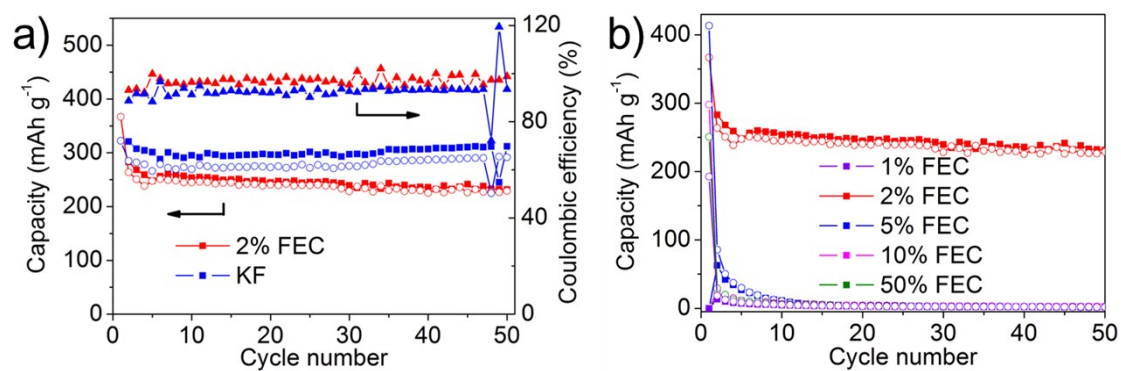 a)
Capacity (mAh g-1)
500
400
300
200
100
0
0
10
20
30
40
50
Cycle number
120
80
40
0
Coulombic efficiency (%)
2% FEC
KF
b)
Capacity (mAh g-1)
400
300
200
100
0
0
10
20
30
40
50
Cycle number
1% FEC
2% FEC
5% FEC
10% FEC
50% FEC